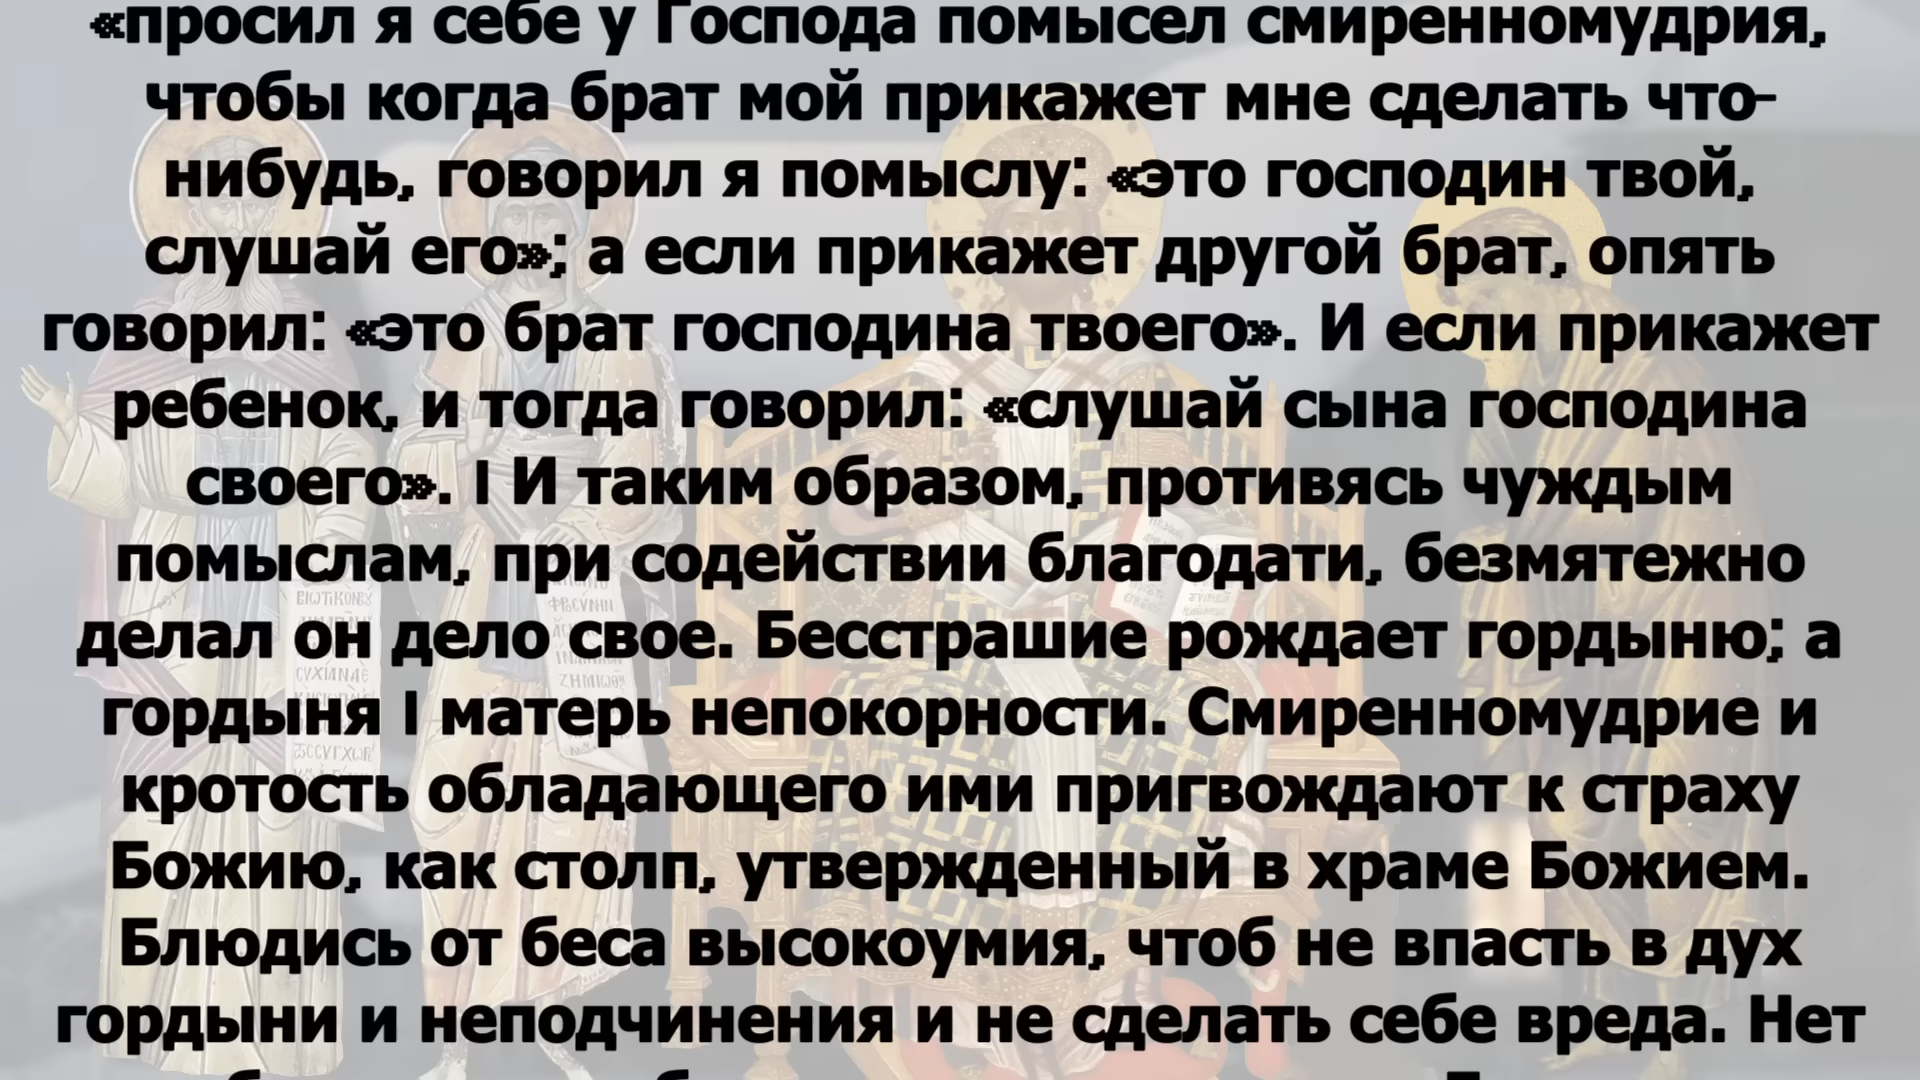 «просил я себе у Господа помысел смиренномудрия,
чтобы когда брат мой прикажет мне сделать что-
нибудь, говорил я помыслу: «это господин твой,
слушай его»; а если прикажет другой брат, опять
говорил: «это брат господина твоего». И если прикажет
ребенок, и тогда говорил: «слушай сына господина
своего». | И таким образом, противясь чуждым
помыслам, при содействии благодати, безмятежно
делал он дело свое. Бесстрашие рождает гордыню; а
гордыня | матерь непокорности. Смиренномудрие и
кротость обладающего ими пригвождают к страху
Божию, как столп, утвержденный в храме Божием.
Блюдись от беса высокоумия, чтоб не впасть в дух
гордыни и неподчинения и не сделать себе вреда. Нет